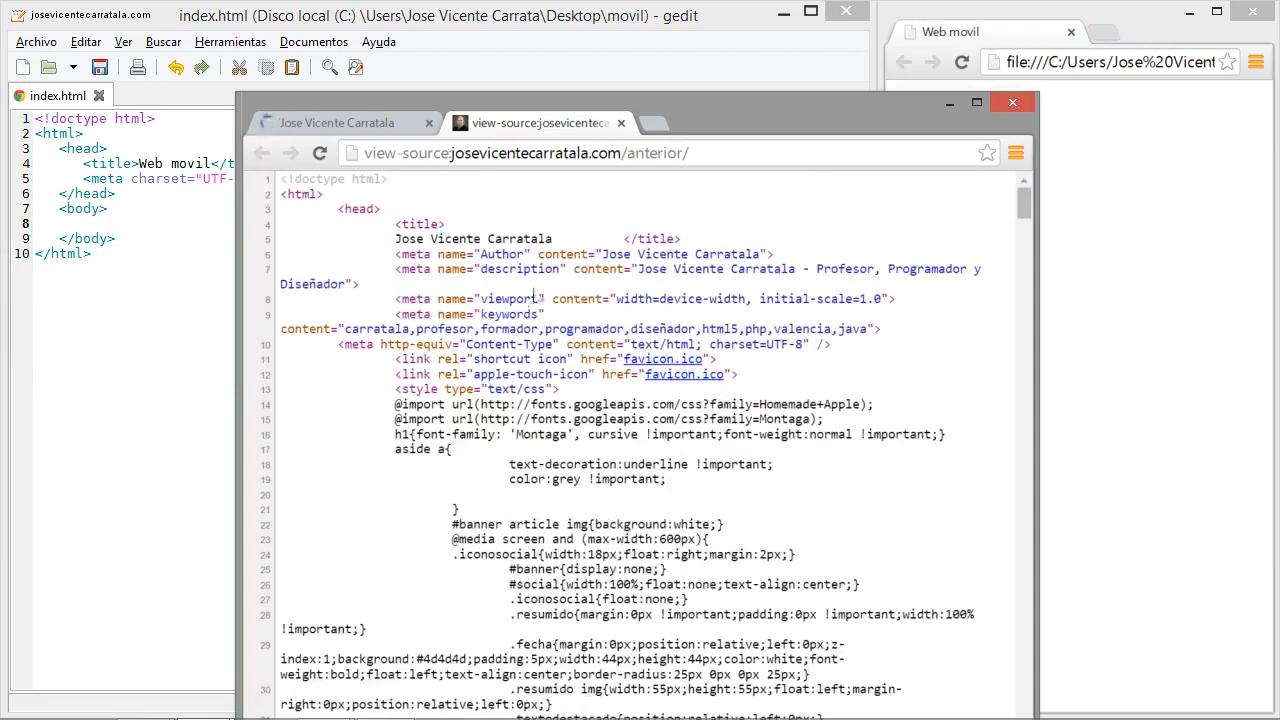 josevicentecarratala.com
index.html (Disco local (C:) \Users\Jose Vicente Carrata\Desktop\movil) - gedit
Archivo Editar Ver Buscar Herramientas Documentos Ayuda
index.html
1 <!doctype html>
2 <html>
3 <head>
4 <title>Web movil</t
5 <meta charset="UTF-
6 </head>
7 <body>
8
9 </body>
10 </html>
Web movil
file:///C:/Users/Jose%20Vicent
Jose Vicente Carratala
view-source:josevicenteca
view-source:josevicentecarratala.com/anterior/
1 <!doctype html>
2 <html>
3 <head>
4 <title>
5 Jose Vicente Carratala </title>
6 <meta name="Author" content="Jose Vicente Carratala">
7 <meta name="description" content="Jose Vicente Carratala - Profesor, Programador y
Diseñador">
8 <meta name="viewport" content="width=device-width, initial-scale=1.0">
9 <meta name="keywords"
content="carratala,profesor,formador,programador,diseñador,html5,php,valencia,java">
10 <meta http-equiv="Content-Type" content="text/html; charset=UTF-8" />
11 <link rel="shortcut icon" href="favicon.ico">
12 <link rel="apple-touch-icon" href="favicon.ico">
13 <style type="text/css">
14 @import url(http://fonts.googleapis.com/css?family=Homemade+Apple);
15 @import url(http://fonts.googleapis.com/css?family=Montaga);
16 h1{font-family: 'Montaga', cursive !important;font-weight:normal !important;}
17 aside a{
18 text-decoration:underline !important;
19 color:grey !important;
20
21 }
22 #banner article img{background:white;}
23 @media screen and (max-width:600px){
24 .iconosocial{width:18px;float:right;margin:2px;}
25 #banner{display:none;}
26 #social{width:100%;float:none;text-align:center;}
27 .iconosocial{float:none;}
28 .resumido{margin:0px !important;padding:0px !important;width:100%
!important;}
29 .fecha{margin:0px;position:relative;left:0px;z-
index:1;background:#4d4d4d;padding:5px;width:44px;height:44px;color:white;font-
weight:bold;float:left;text-align:center;border-radius:25px 0px 0px 25px;}
30 .resumido img{width:55px;height:55px;float:left;margin-
right:0px;position:relative;left:0px;}